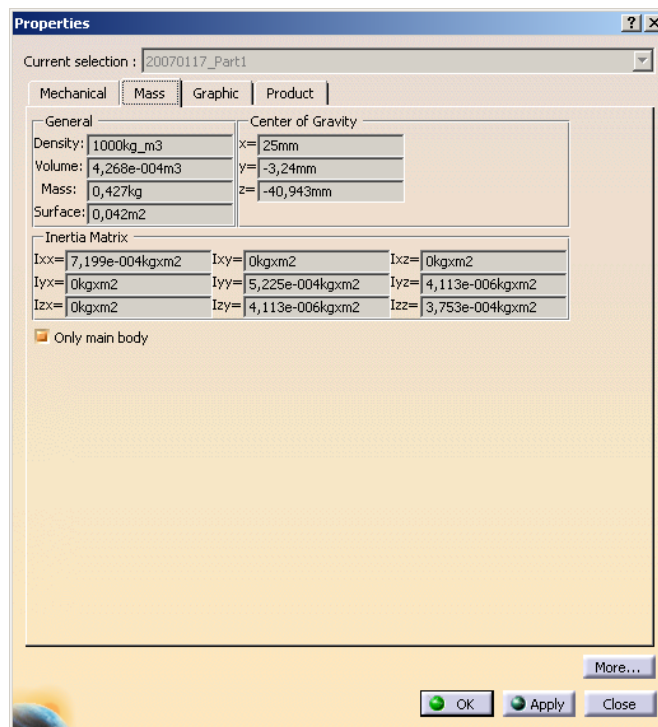 Properties
Current selection : 20070117_Part1
Mechanical Mass Graphic Product
General
Density: 1000kg_m3
Volume: 4,268e-004m3
Mass: 0,427kg
Surface: 0,042m2
Center of Gravity
x= 25mm
y= -3,24mm
z= -40,943mm
Inertia Matrix
Ixx= 7,199e-004kgxm2 Ixy= 0kgxm2 Ixz= 0kgxm2
Iyx= 0kgxm2 Iyy= 5,225e-004kgxm2 Iyz= 4,113e-006kgxm2
Izx= 0kgxm2 Izy= 4,113e-006kgxm2 Izz= 3,753e-004kgxm2
Only main body
More...
OK Apply Close